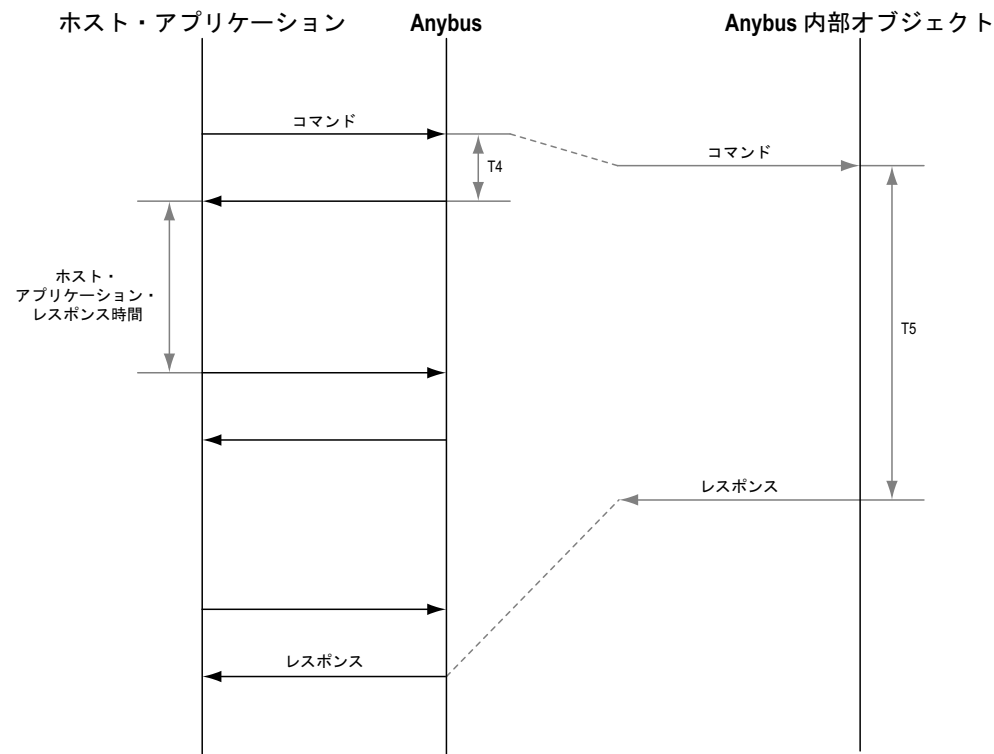 ホスト・アプリケーション
Anybus
Anybus 内部オブジェクト
コマンド
コマンド
T4
ホスト・
アプリケーション・
レスポンス時間
T5
レスポンス
レスポンス